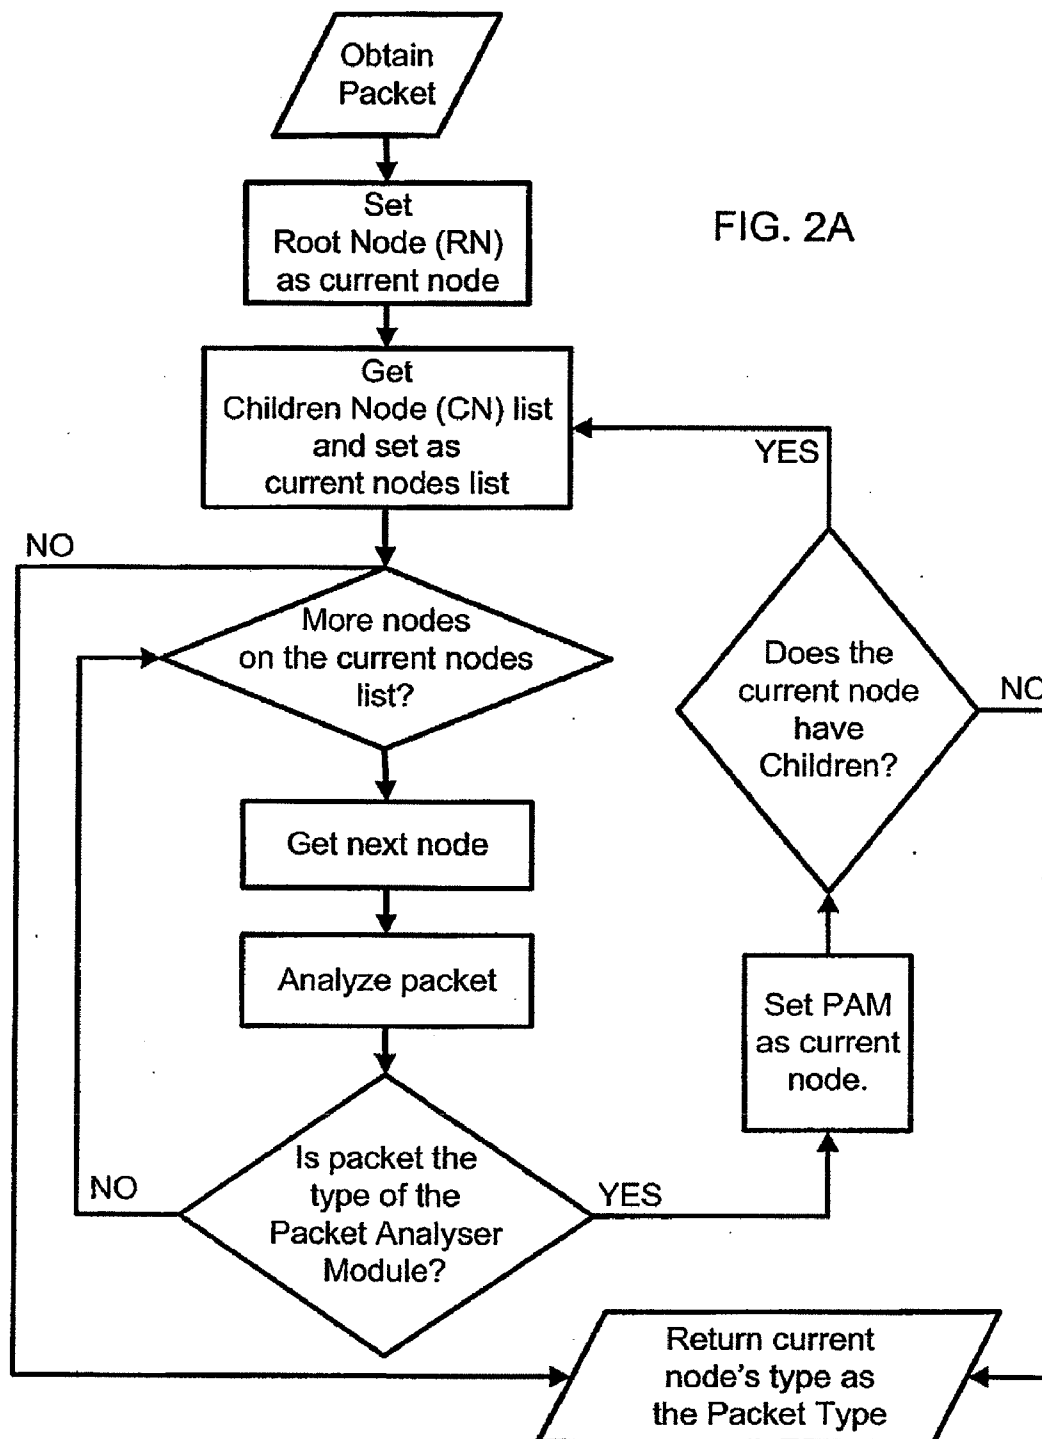 Obtain
Packet
Set
Root Node (RN)
as current node
FIG. 2A
Get
Children Node (CN) list
and set as
current nodes list
YES
NO
More nodes
on the current nodes
list?
Does the
current node
have
Children?
NO
Get next node
Analyze packet
Set PAM
as current
node.
Is packet the
type of the
Packet Analyser
Module?
NO
YES
Return current
node's type as
the Packet Type